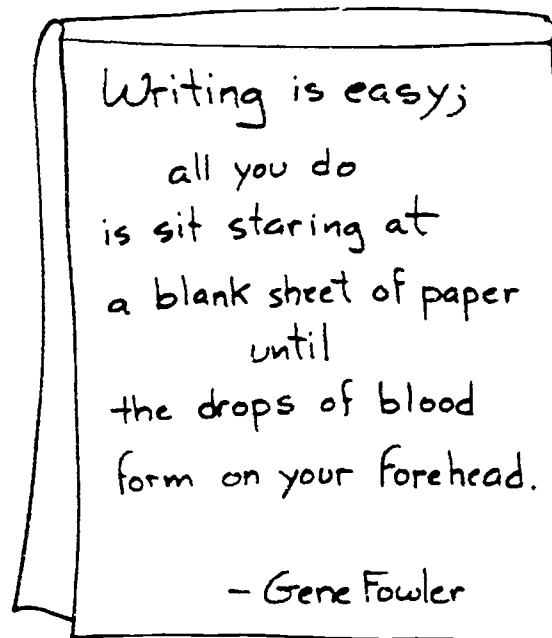 Writing is easy;
all you do
is sit staring at
a blank sheet of paper
until
the drops of blood
form on your forehead.
- Gene Fowler